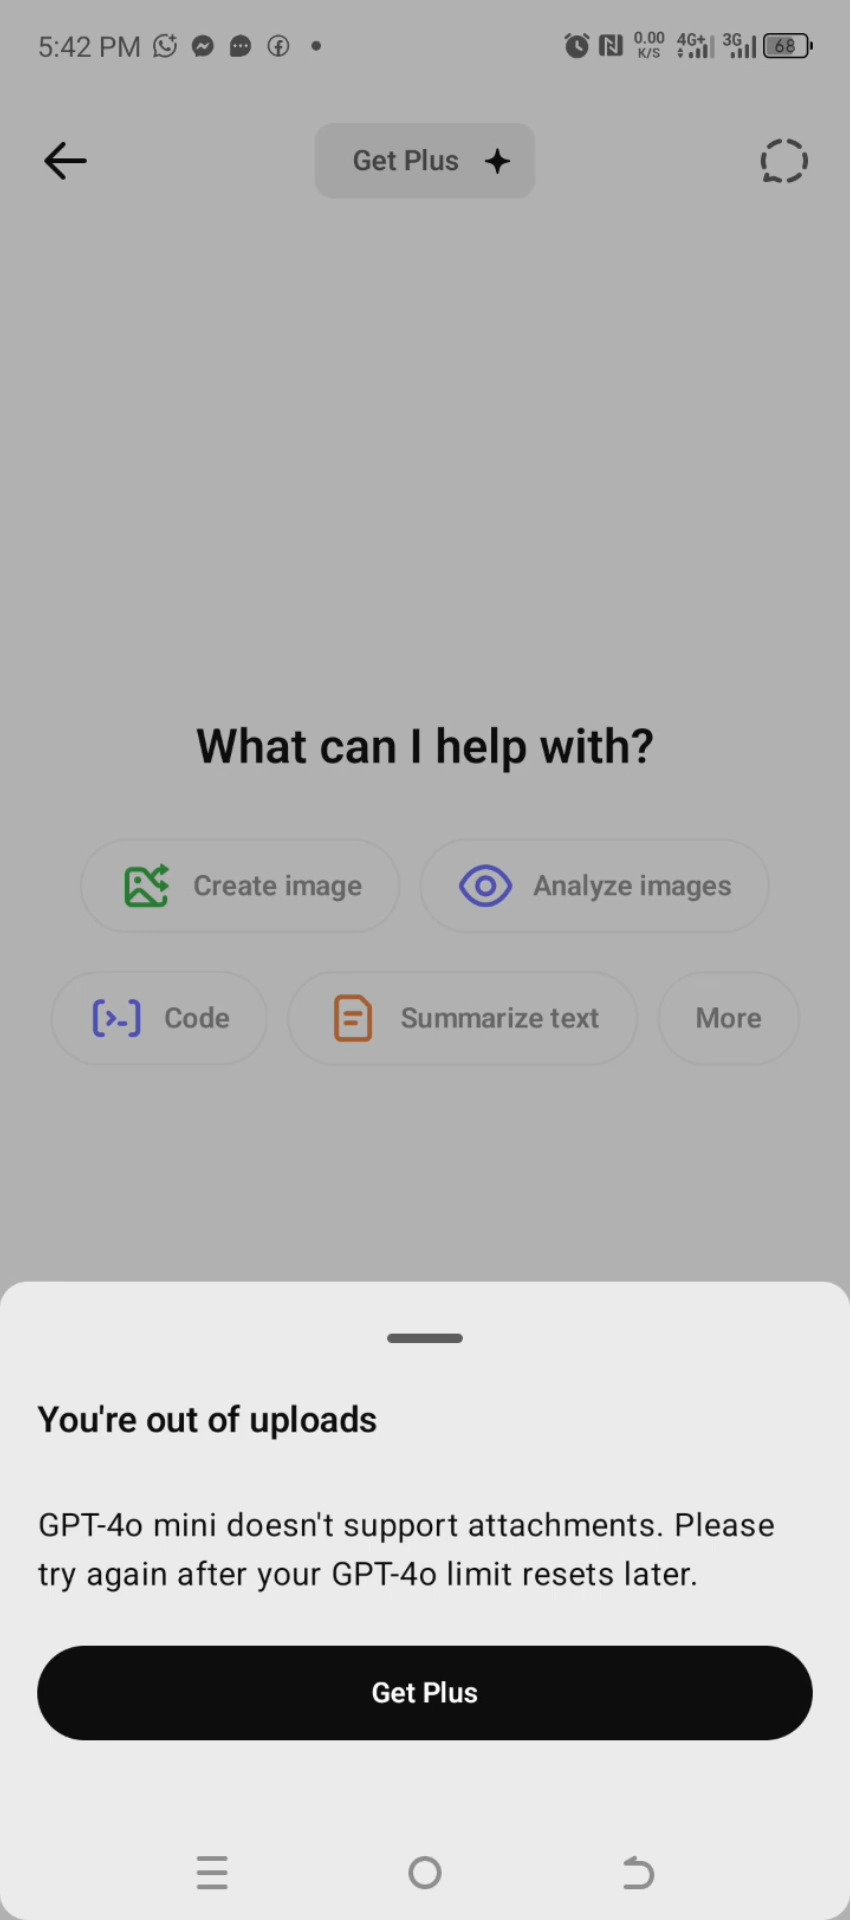 5:42 PM
0.00
K/S
4G+
3G
68
Get Plus
What can I help with?
Create image
Analyze images
Code
Summarize text
More
You're out of uploads
GPT-4o mini doesn't support attachments. Please
try again after your GPT-4o limit resets later.
Get Plus